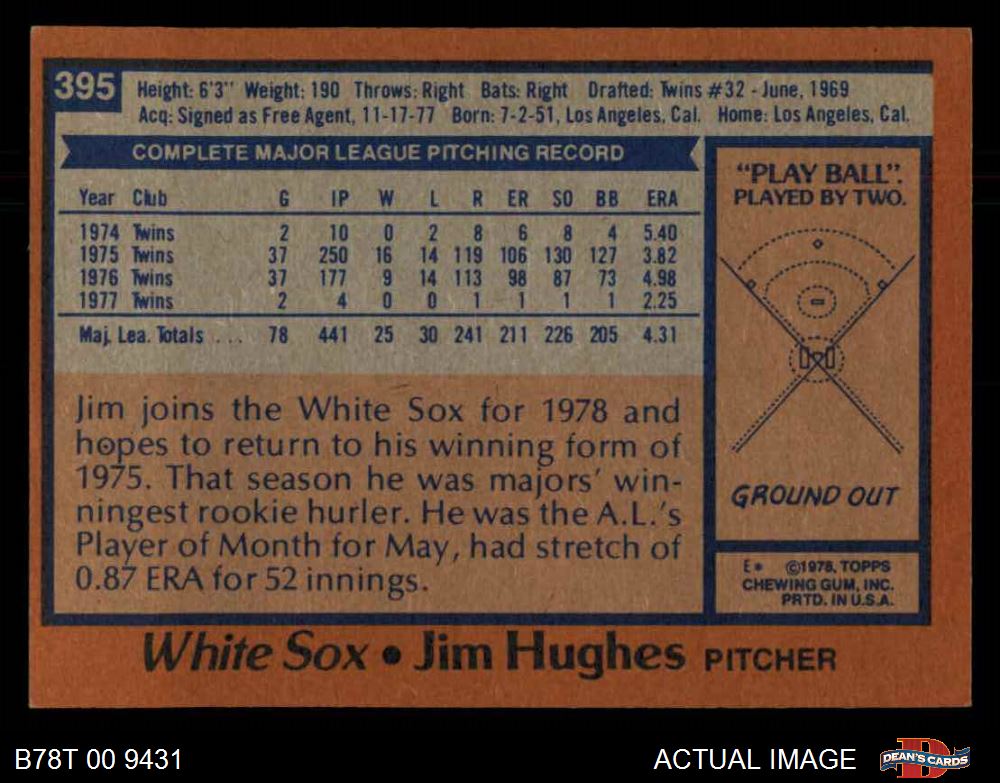 395
Height: 6'3" Weight: 190 Throws: Right Bats: Right Drafted: Twins #32 - June, 1969
Acq: Signed as Free Agent, 11-17-77 Born: 7-2-51, Los Angeles, Cal. Home: Los Angeles, Cal.
COMPLETE MAJOR LEAGUE PITCHING RECORD
Year Club G IP W L R ER SO BB ERA
1974 Twins 2 10 0 2 8 6 8 4 5.40
1975 Twins 37 250 16 14 119 106 130 127 3.82
1976 Twins 37 177 9 14 113 98 87 73 4.98
1977 Twins 2 4 0 0 1 1 1 1 2.25
Maj. Lea. Totals . . . 78 441 25 30 241 211 226 205 4.31
Jim joins the White Sox for 1978 and
hopes to return to his winning form of
1975. That season he was majors' win-
ningest rookie hurler. He was the A.L.'s
Player of Month for May, had stretch of
0.87 ERA for 52 innings.
"PLAY BALL".
PLAYED BY TWO.
GROUND OUT
E* ©1978, TOPPS
CHEWING GUM, INC.
PRTD. IN U.S.A.
White Sox • Jim Hughes PITCHER
B78T 00 9431
ACTUAL IMAGE
D
DEAN'S CARDS